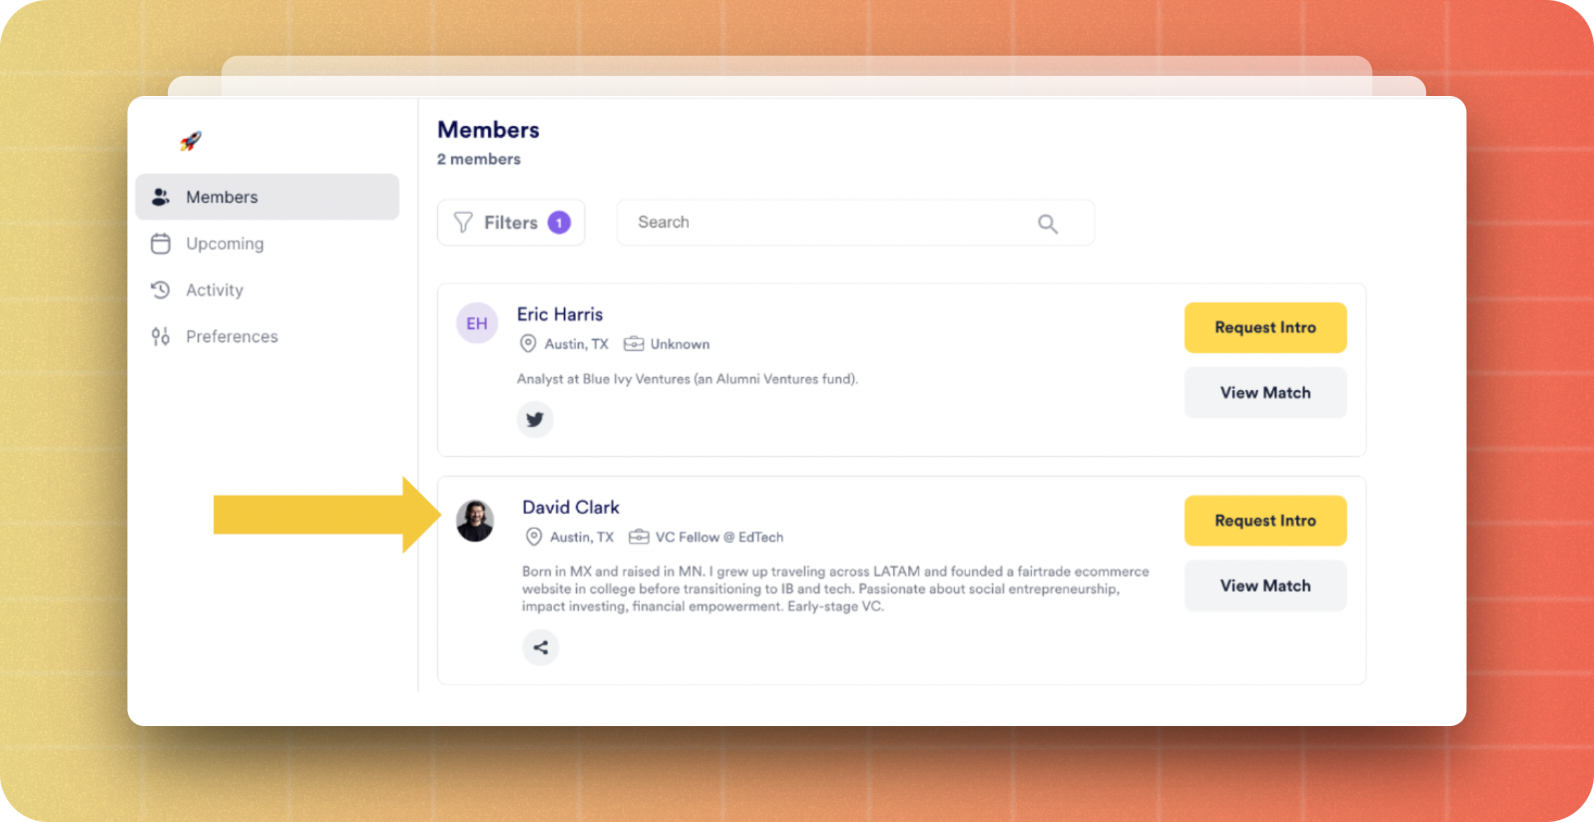 Members
Upcoming
Activity
Preferences
Members
2 members
Filters 1
Search
EH
Eric Harris
Austin, TX Unknown
Analyst at Blue Ivy Ventures (an Alumni Ventures fund).
Request Intro
View Match
David Clark
Austin, TX VC Fellow @ EdTech
Born in MX and raised in MN. I grew up traveling across LATAM and founded a fairtrade ecommerce
website in college before transitioning to IB and tech. Passionate about social entrepreneurship,
impact investing, financial empowerment. Early-stage VC.
Request Intro
View Match